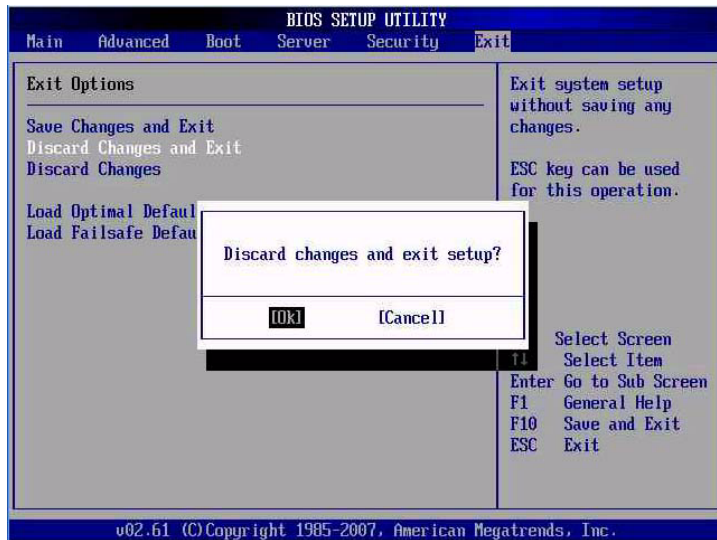 BIOS SETUP UTILITY
Main Advanced Boot Server Security Exit
Exit Options
Save Changes and Exit
Discard Changes and Exit
Discard Changes
Load Optimal Defaul
Load Failsafe Defau
Discard changes and exit setup?
[Ok] [Cancel]
Exit system setup
without saving any
changes.
ESC key can be used
for this operation.
Select Screen
↑↓ Select Item
Enter Go to Sub Screen
F1 General Help
F10 Save and Exit
ESC Exit
v02.61 (C)Copyright 1985-2007, American Megatrends, Inc.